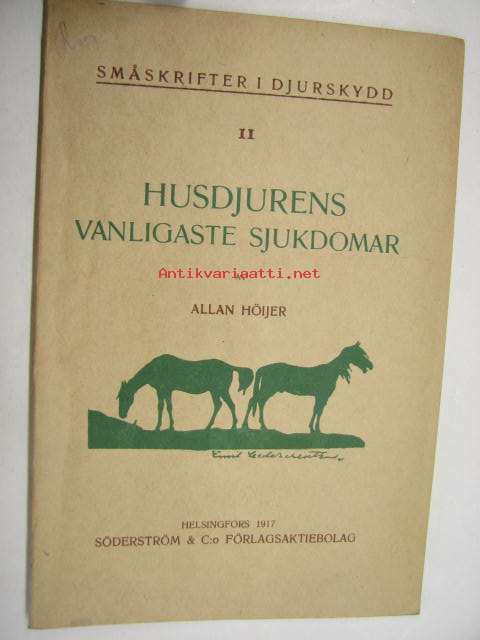 SMÅSKRIFTER I DJURSKYDD
II
HUSDJURENS
VANLIGASTE SJUKDOMAR
Antikvariaatti.net
ALLAN HÖIJER
HELSINGFORS 1917
SÖDERSTRÖM & C:o FÖRLAGSAKTIEBOLAG